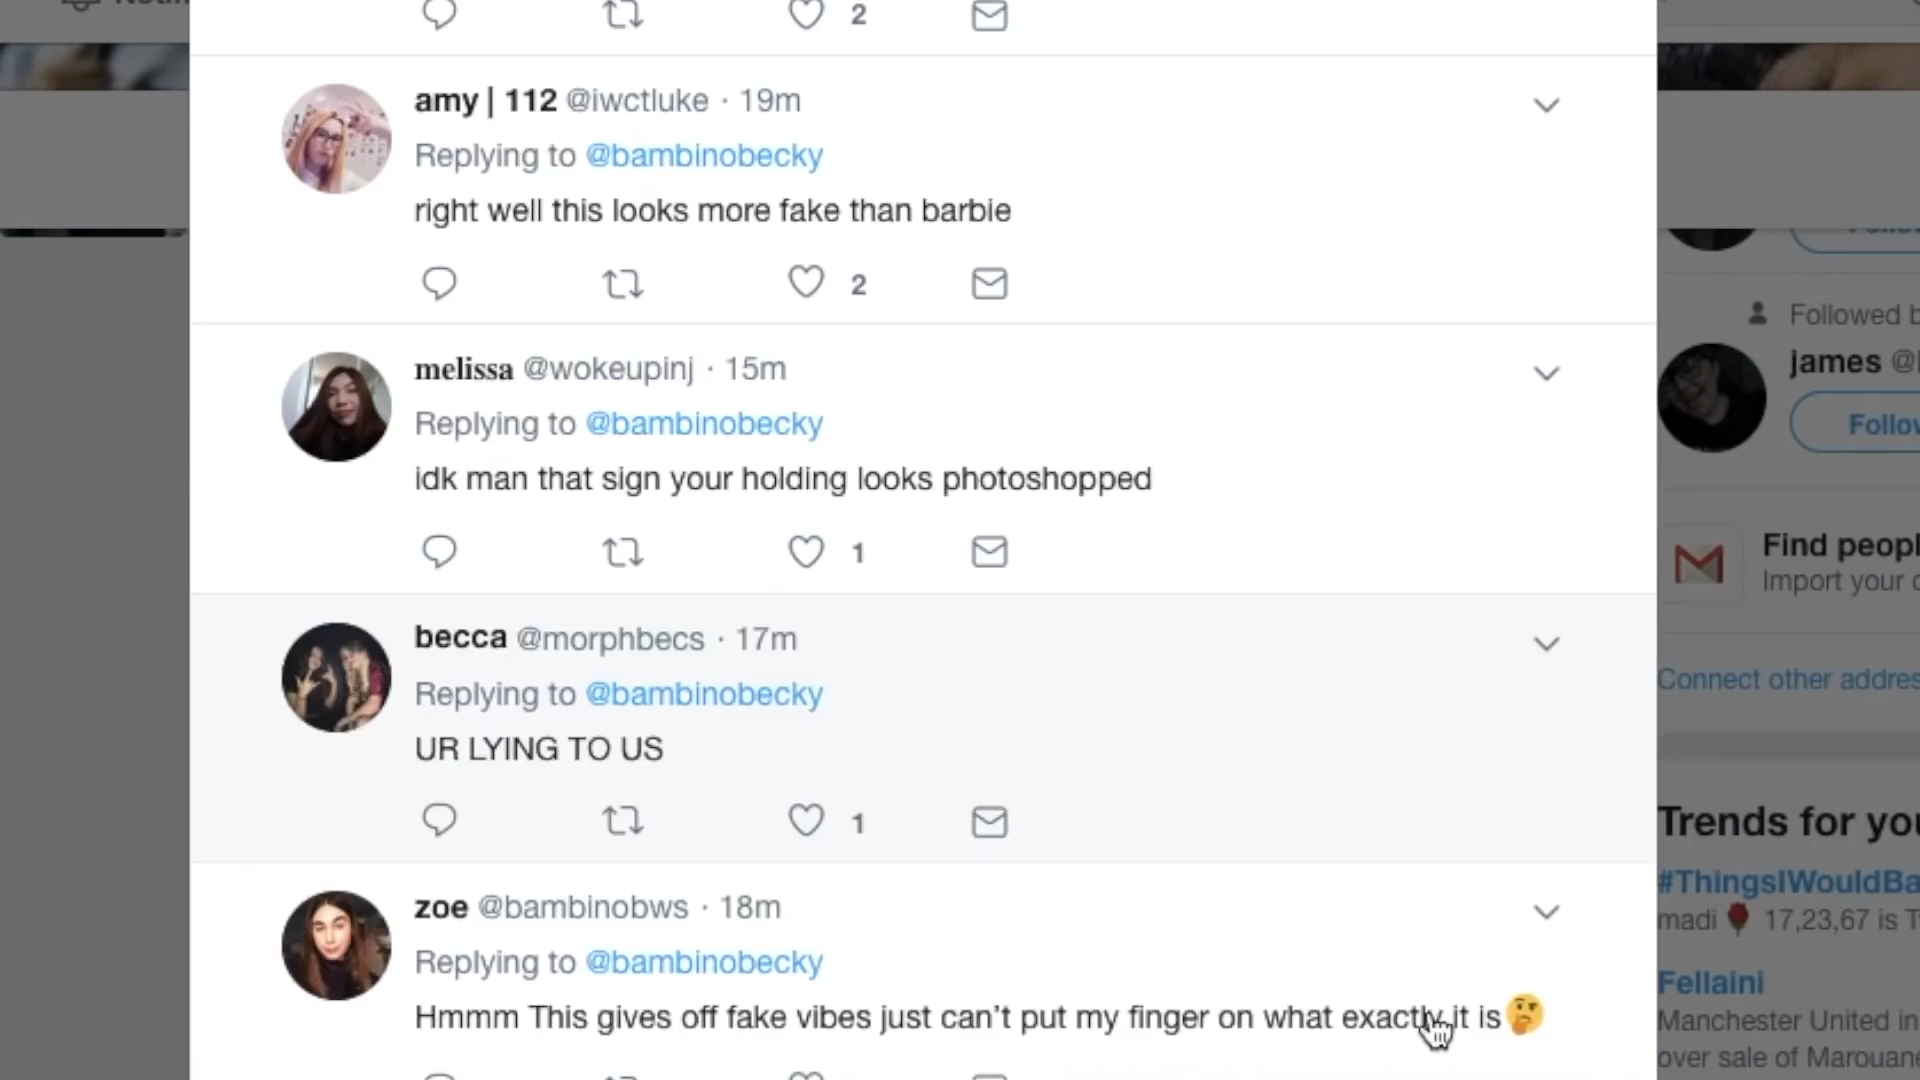 2
amy | 112 @iwctluke · 19m
Replying to @bambinobecky
right well this looks more fake than barbie
2
melissa @wokeupinj · 15m
Replying to @bambinobecky
idk man that sign your holding looks photoshopped
1
becca @morphbecs · 17m
Replying to @bambinobecky
UR LYING TO US
1
zoe @bambinobws · 18m
Replying to @bambinobecky
Hmmm This gives off fake vibes just can't put my finger on what exactly it is🤔
Followed b
james @
Follow
Find peopl
Import your c
Connect other addres
Trends for you
#ThingsIWouldBa
madi🌹 17,23,67 is T
Fellaini
Manchester United in
over sale of Marouane